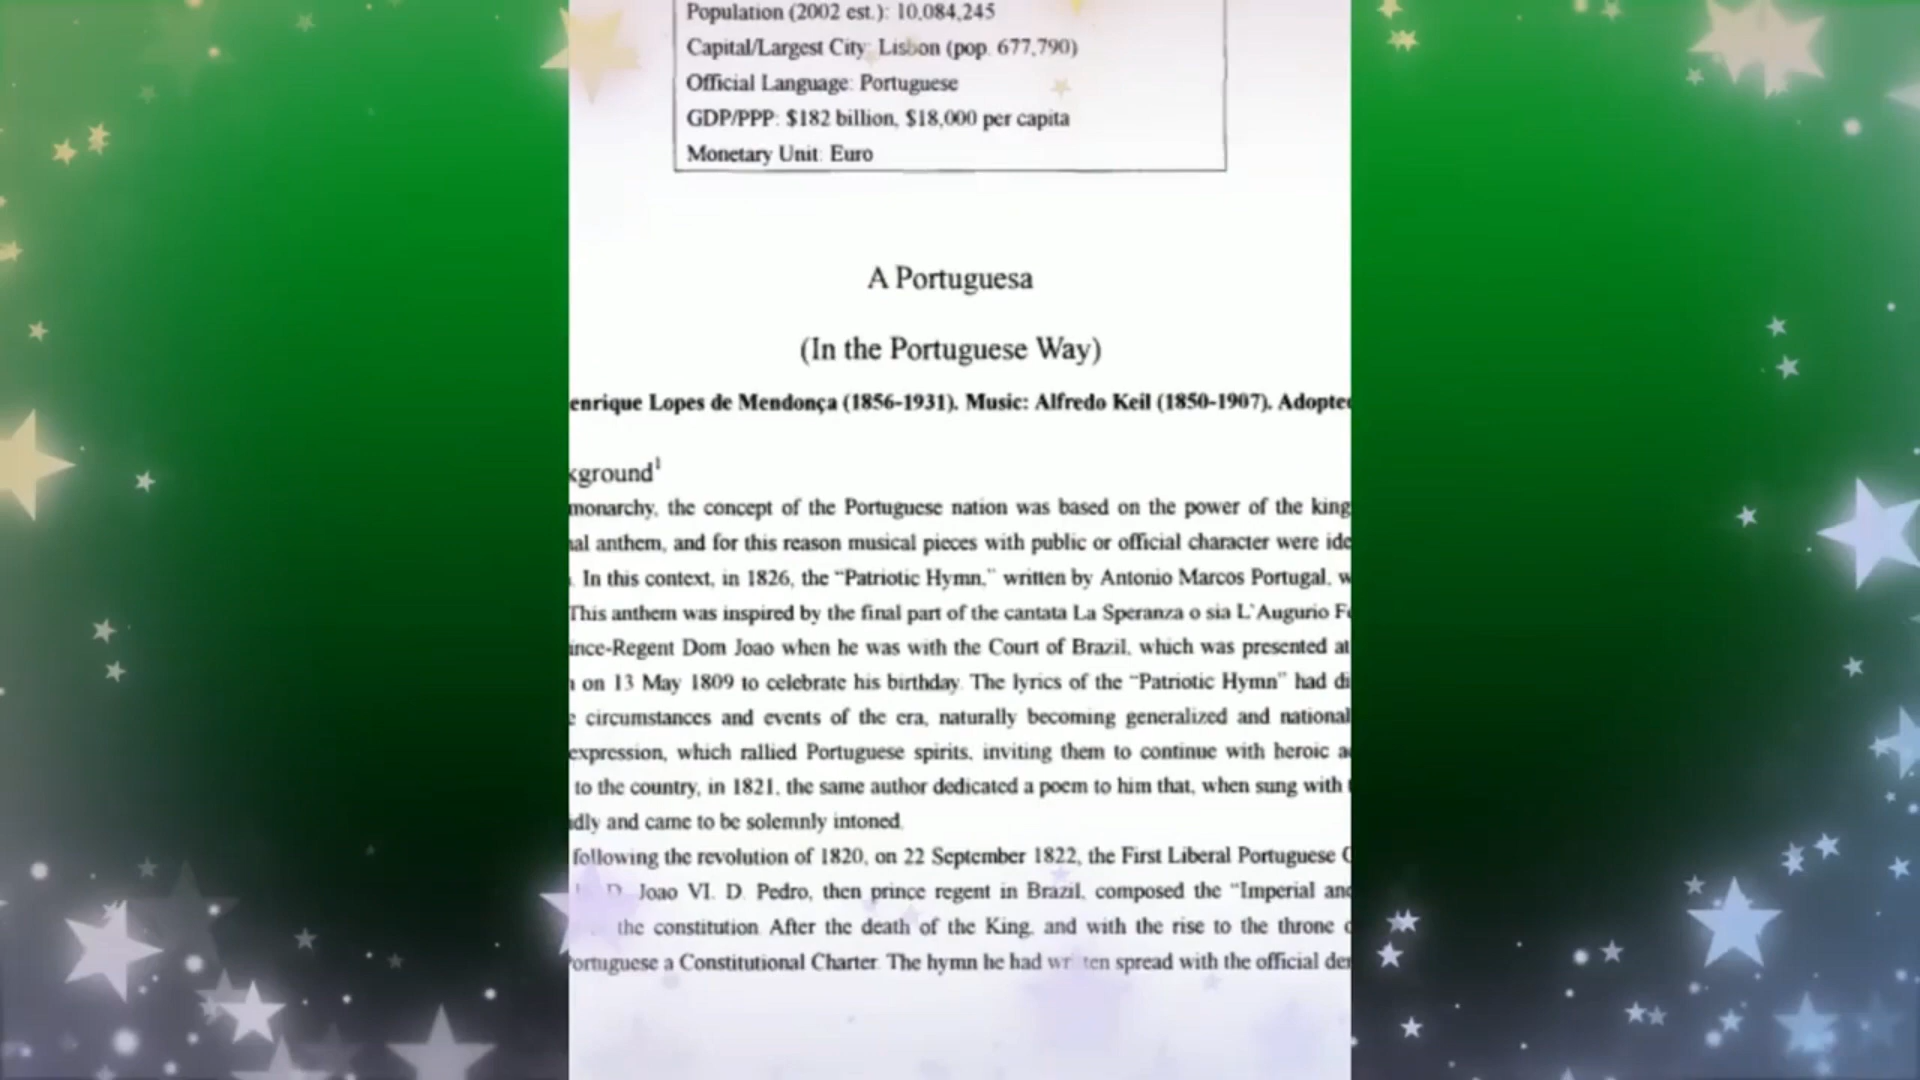 Population (2002 est.): 10,084,245
Capital/Largest City: Lisbon (pop. 677,790)
Official Language: Portuguese
GDP/PPP: $182 billion, $18,000 per capita
Monetary Unit: Euro
A Portuguesa
(In the Portuguese Way)
enrique Lopes de Mendonça (1856-1931). Music: Alfredo Keil (1850-1907). Adopte
kground¹
monarchy, the concept of the Portuguese nation was based on the power of the king
al anthem, and for this reason musical pieces with public or official character were ide
. In this context, in 1826, the “Patriotic Hymn,” written by Antonio Marcos Portugal, w
This anthem was inspired by the final part of the cantata La Speranza o sia L’Augurio F
ince-Regent Dom Joao when he was with the Court of Brazil, which was presented at
on 13 May 1809 to celebrate his birthday. The lyrics of the “Patriotic Hymn” had di
e circumstances and events of the era, naturally becoming generalized and national
expression, which rallied Portuguese spirits, inviting them to continue with heroic a
to the country, in 1821, the same author dedicated a poem to him that, when sung with
dly and came to be solemnly intoned.
following the revolution of 1820, on 22 September 1822, the First Liberal Portuguese
D. Joao VI. D. Pedro, then prince regent in Brazil, composed the “Imperial and
the constitution. After the death of the King, and with the rise to the throne
ortuguese a Constitutional Charter. The hymn he had written spread with the official de